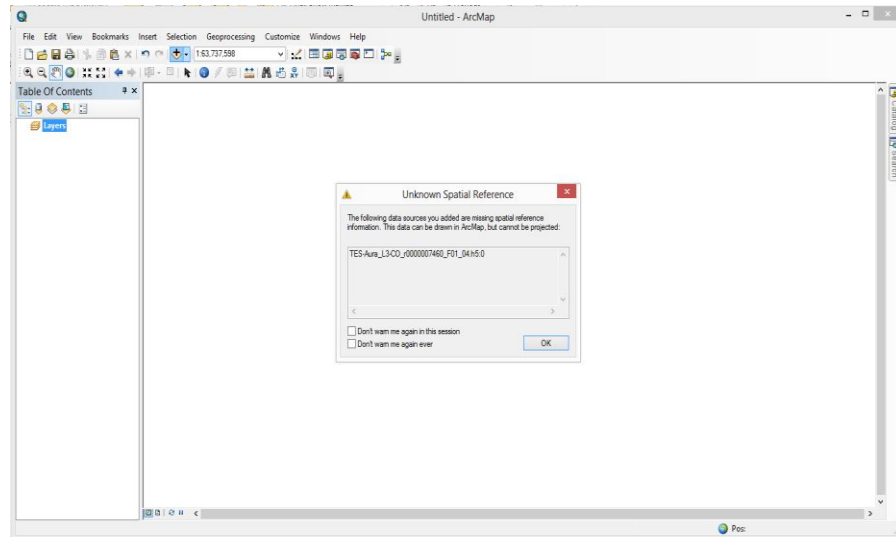 Untitled - ArcMap
File Edit View Bookmarks Insert Selection Geoprocessing Customize Windows Help
1:63,737,598
Table Of Contents
Layers
Catalog
Search
Unknown Spatial Reference
The following data sources you added are missing spatial reference
information. This data can be drawn in ArcMap, but cannot be projected:
TES-Aura_L3-CO_r0000007460_F01_04.h5:0
Don't warn me again in this session
Don't warn me again ever
OK
Pos: